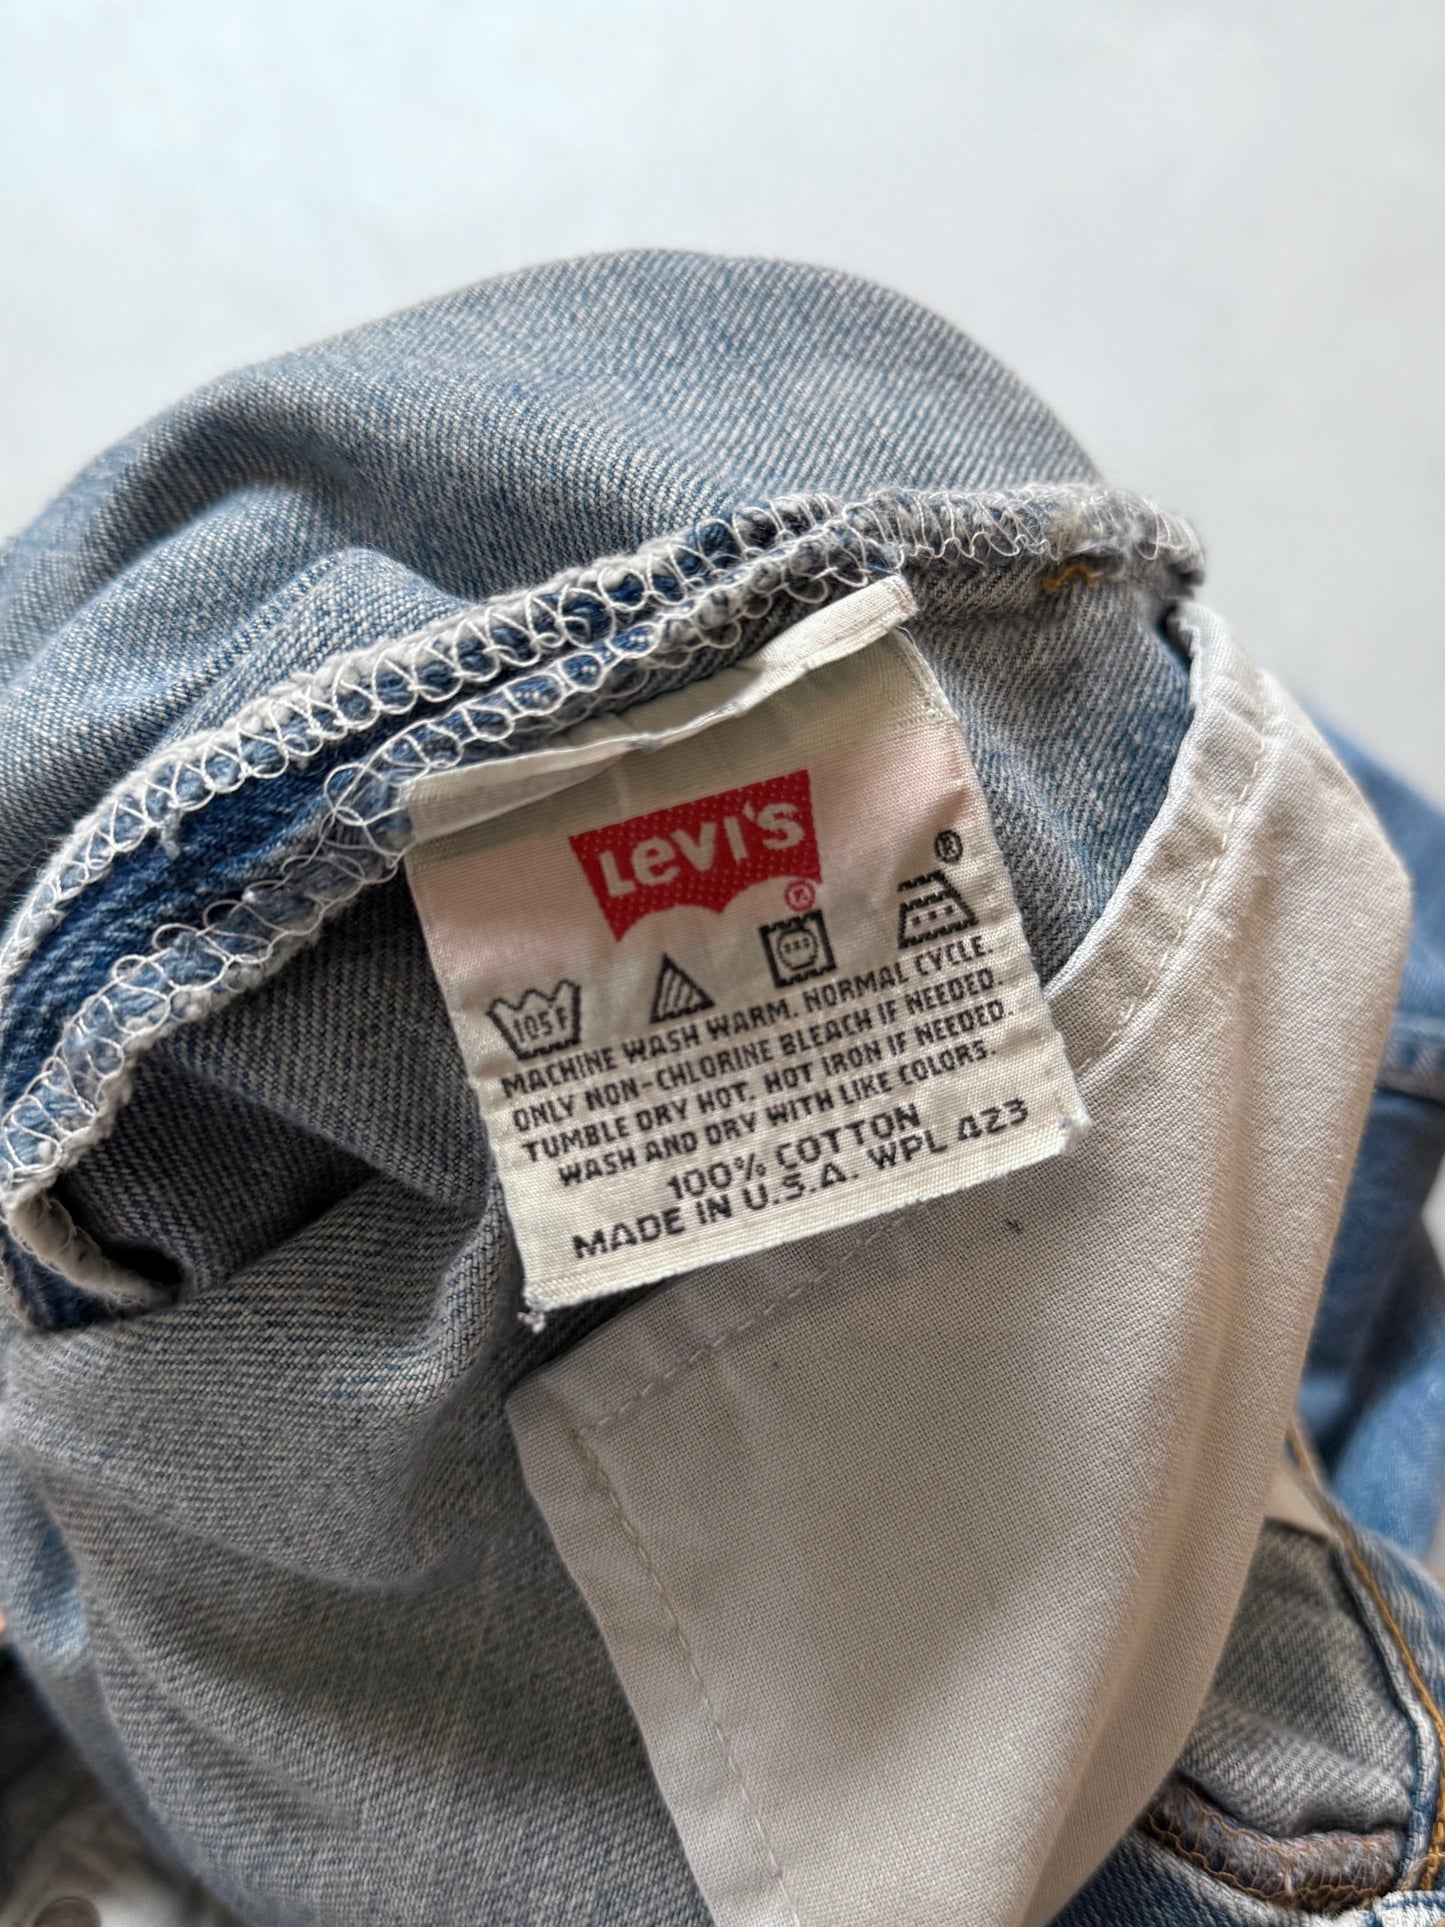 Levi's
®
®
105F
MACHINE WASH WARM. NORMAL CYCLE.
ONLY NON-CHLORINE BLEACH IF NEEDED.
TUMBLE DRY HOT. HOT IRON IF NEEDED.
WASH AND DRY WITH LIKE COLORS.
100% COTTON
MADE IN U.S.A. WPL 423